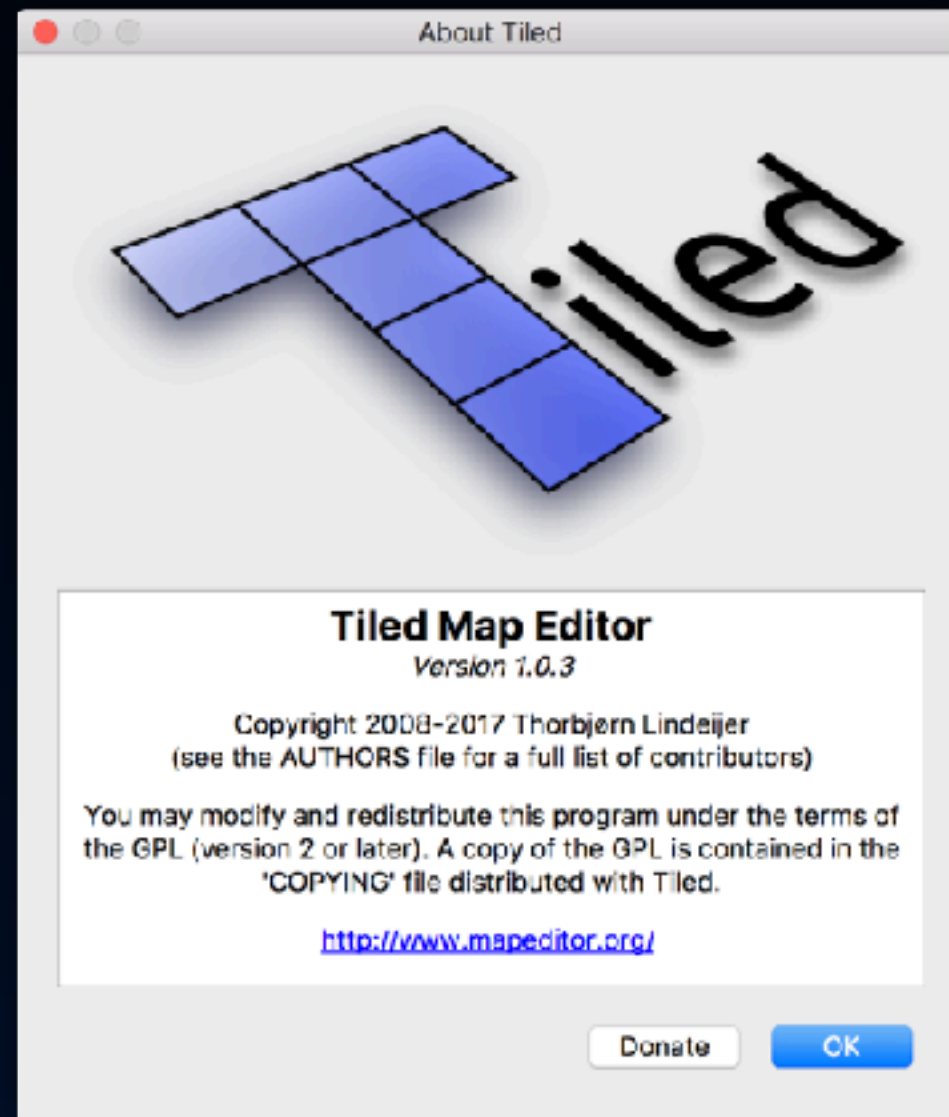 About Tiled
Tiled
Tiled Map Editor
Version 1.0.3
Copyright 2008-2017 Thorbjørn Lindeijer
(see the AUTHORS file for a full list of contributors)
You may modify and redistribute this program under the terms of
the GPL (version 2 or later). A copy of the GPL is contained in the
'COPYING' file distributed with Tiled.
http://www.mapeditor.org/
Donate
OK